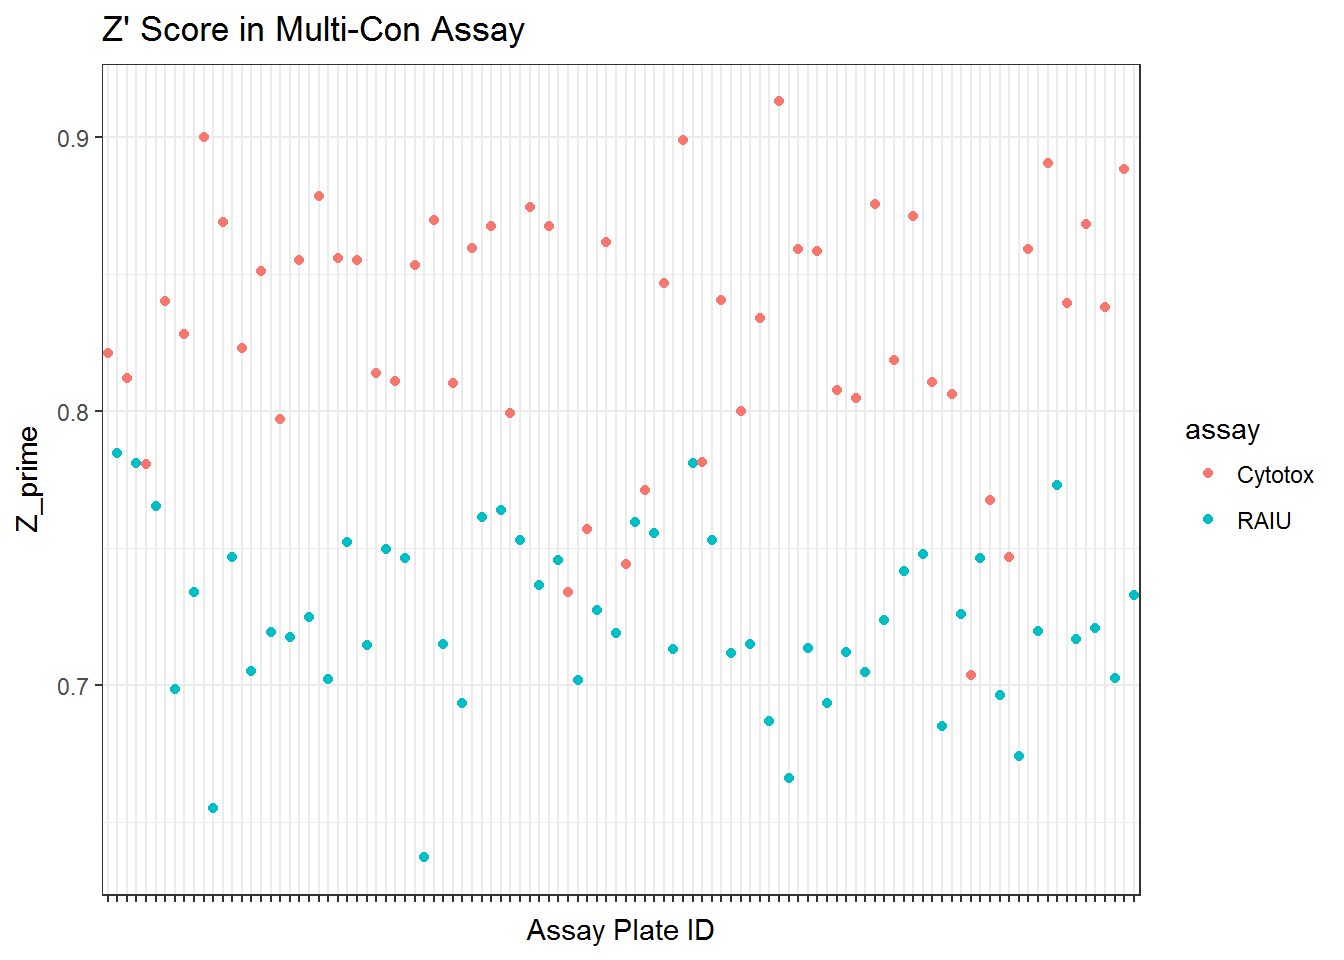 Z' Score in Multi-Con Assay
0.9
0.8
0.7
Z_prime
Assay Plate ID
assay
Cytotox
RAIU